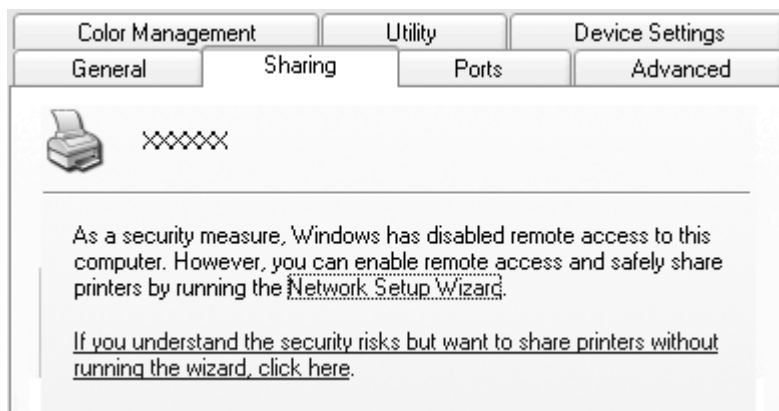 Color Management Utility Device Settings
General Sharing Ports Advanced
XXXXXX
As a security measure, Windows has disabled remote access to this
computer. However, you can enable remote access and safely share
printers by running the Network Setup Wizard.
If you understand the security risks but want to share printers without
running the wizard, click here.